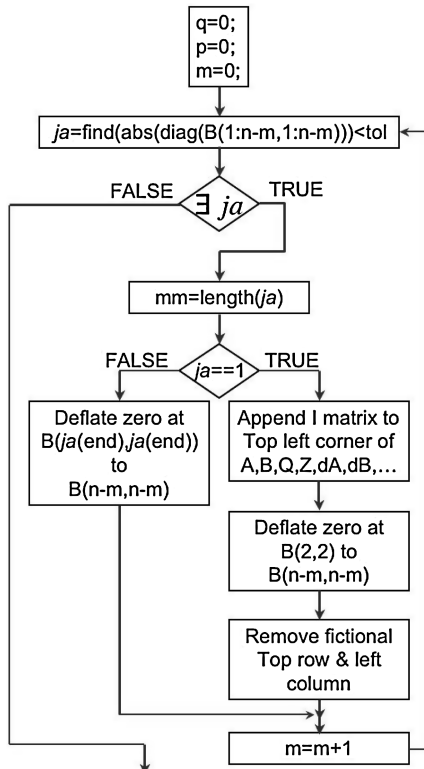 q=0;
p=0;
m=0;
ja=find(abs(diag(B(1:n-m,1:n-m)))<tol
FALSE
TRUE
∃ ja
mm=length(ja)
FALSE
TRUE
ja==1
Deflate zero at
B(ja(end),ja(end))
to
B(n-m,n-m)
Append I matrix to
Top left corner of
A,B,Q,Z,dA,dB,…
Deflate zero at
B(2,2) to
B(n-m,n-m)
Remove fictional
Top row & left
column
m=m+1